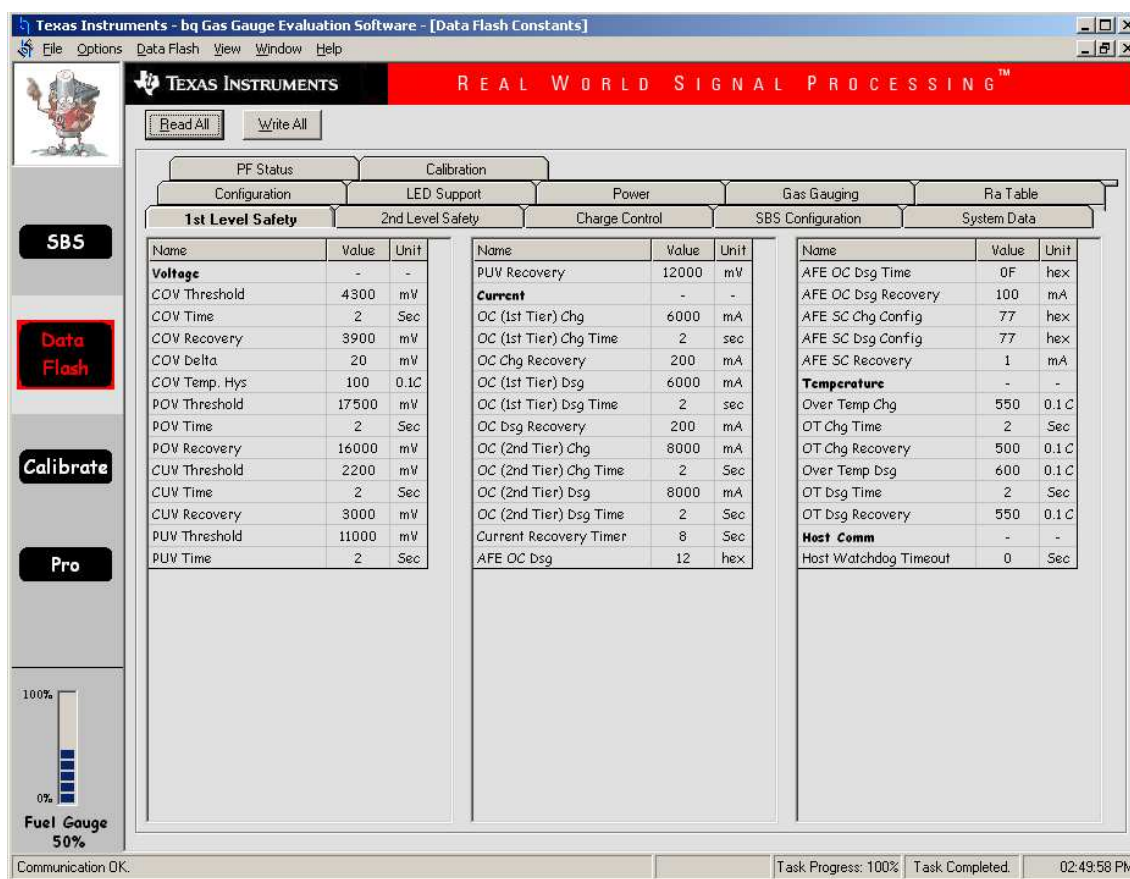 Texas Instruments - bq Gas Gauge Evaluation Software - [Data Flash Constants]
File Options Data Flash View Window Help
TEXAS INSTRUMENTS REAL WORLD SIGNAL PROCESSING™
Read All Write All
PF Status Calibration
Configuration LED Support Power Gas Gauging Ra Table
1st Level Safety 2nd Level Safety Charge Control SBS Configuration System Data
SBS
Data Flash
Calibrate
Pro
100%
0%
Fuel Gauge
50%
Name Value Unit
Voltage - -
COV Threshold 4300 mV
COV Time 2 Sec
COV Recovery 3900 mV
COV Delta 20 mV
COV Temp. Hys 100 0.1C
POV Threshold 17500 mV
POV Time 2 Sec
POV Recovery 16000 mV
CUV Threshold 2200 mV
CUV Time 2 Sec
CUV Recovery 3000 mV
PUV Threshold 11000 mV
PUV Time 2 Sec
Name Value Unit
PUV Recovery 12000 mV
Current - -
OC (1st Tier) Chg 6000 mA
OC (1st Tier) Chg Time 2 sec
OC Chg Recovery 200 mA
OC (1st Tier) Dsg 6000 mA
OC (1st Tier) Dsg Time 2 sec
OC Dsg Recovery 200 mA
OC (2nd Tier) Chg 8000 mA
OC (2nd Tier) Chg Time 2 Sec
OC (2nd Tier) Dsg 8000 mA
OC (2nd Tier) Dsg Time 2 Sec
Current Recovery Timer 8 Sec
AFE OC Dsg 12 hex
Name Value Unit
AFE OC Dsg Time 0F hex
AFE OC Dsg Recovery 100 mA
AFE SC Chg Config 77 hex
AFE SC Dsg Config 77 hex
AFE SC Recovery 1 mA
Temperature - -
Over Temp Chg 550 0.1 C
OT Chg Time 2 Sec
OT Chg Recovery 500 0.1 C
Over Temp Dsg 600 0.1 C
OT Dsg Time 2 Sec
OT Dsg Recovery 550 0.1 C
Host Comm - -
Host Watchdog Timeout 0 Sec
Communication OK. Task Progress: 100% Task Completed. 02:49:58 PM